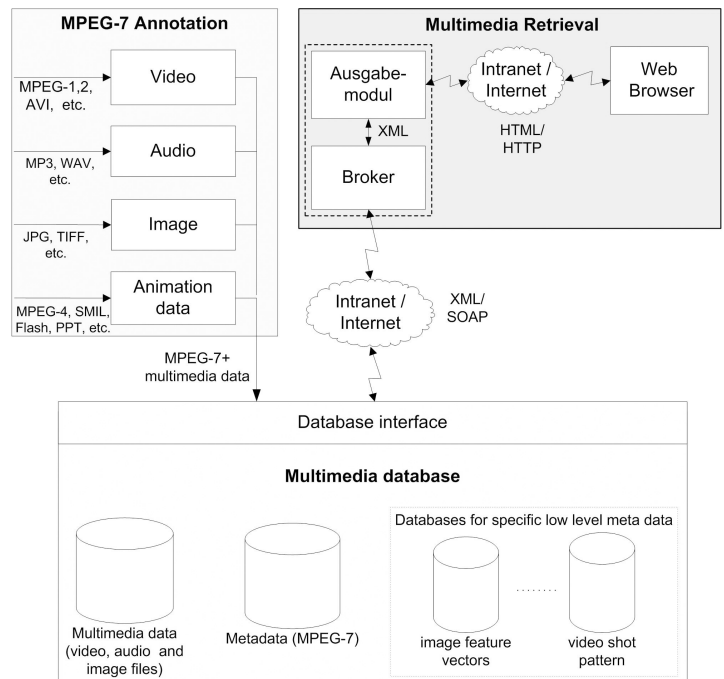 MPEG-7 Annotation
Video
MPEG-1,2,
AVI, etc.
Audio
MP3, WAV,
etc.
Image
JPG, TIFF,
etc.
Animation
data
MPEG-4, SMIL,
Flash, PPT, etc.
MPEG-7+
multimedia data
Multimedia Retrieval
Ausgabe-
modul
XML
Broker
Intranet /
Internet
HTML/
HTTP
Web
Browser
Intranet /
Internet
XML/
SOAP
Database interface
Multimedia database
Multimedia data
(video, audio and
image files)
Metadata (MPEG-7)
Databases for specific low level meta data
image feature
vectors
........
video shot
pattern